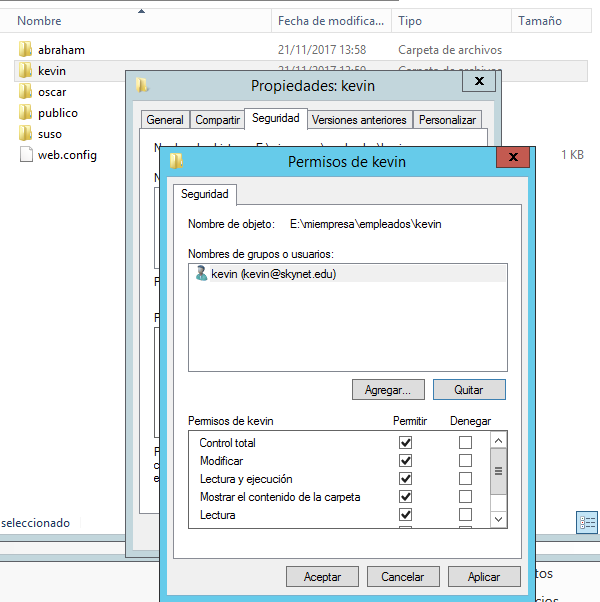 Nombre Fecha de modifica... Tipo Tamaño
abraham 21/11/2017 13:58 Carpeta de archivos
kevin 21/11/2017 13:59 Carpeta de archivos
oscar
publico
suso
web.config 1 KB
Propiedades: kevin
General Compartir Seguridad Versiones anteriores Personalizar
Permisos de kevin
Seguridad
Nombre de objeto: E:\miempresa\empleados\kevin
Nombres de grupos o usuarios:
kevin (kevin@skynet.edu)
Agregar... Quitar
Permisos de kevin Permitir Denegar
Control total
Modificar
Lectura y ejecución
Mostrar el contenido de la carpeta
Lectura
seleccionado
Aceptar Cancelar Aplicar